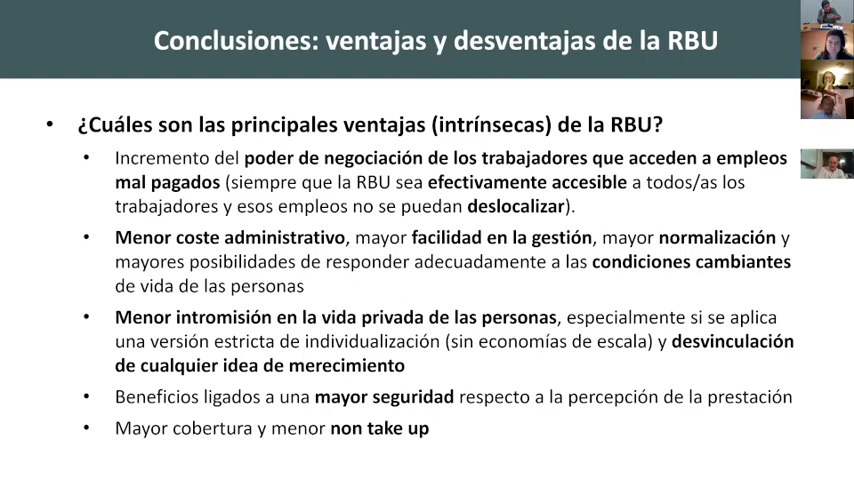 Conclusiones: ventajas y desventajas de la RBU
• ¿Cuáles son las principales ventajas (intrínsecas) de la RBU?
• Incremento del poder de negociación de los trabajadores que acceden a empleos
mal pagados (siempre que la RBU sea efectivamente accesible a todos/as los
trabajadores y esos empleos no se puedan deslocalizar).
• Menor coste administrativo, mayor facilidad en la gestión, mayor normalización y
mayores posibilidades de responder adecuadamente a las condiciones cambiantes
de vida de las personas
• Menor intromisión en la vida privada de las personas, especialmente si se aplica
una versión estricta de individualización (sin economías de escala) y desvinculación
de cualquier idea de merecimiento
• Beneficios ligados a una mayor seguridad respecto a la percepción de la prestación
• Mayor cobertura y menor non take up